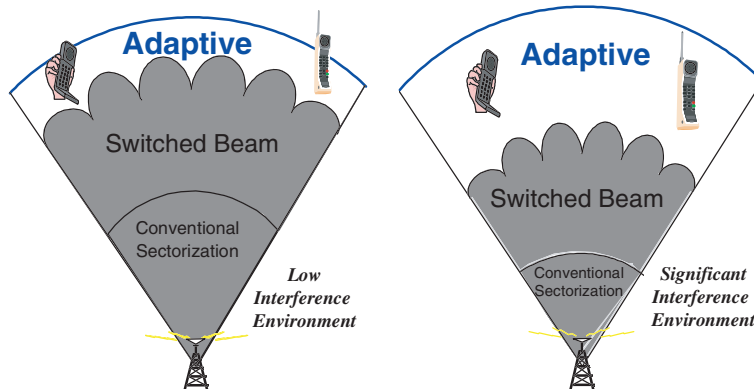 Adaptive
Switched Beam
Conventional
Sectorization
Low
Interference
Environment
Adaptive
Switched Beam
Conventional
Sectorization
Significant
Interference
Environment